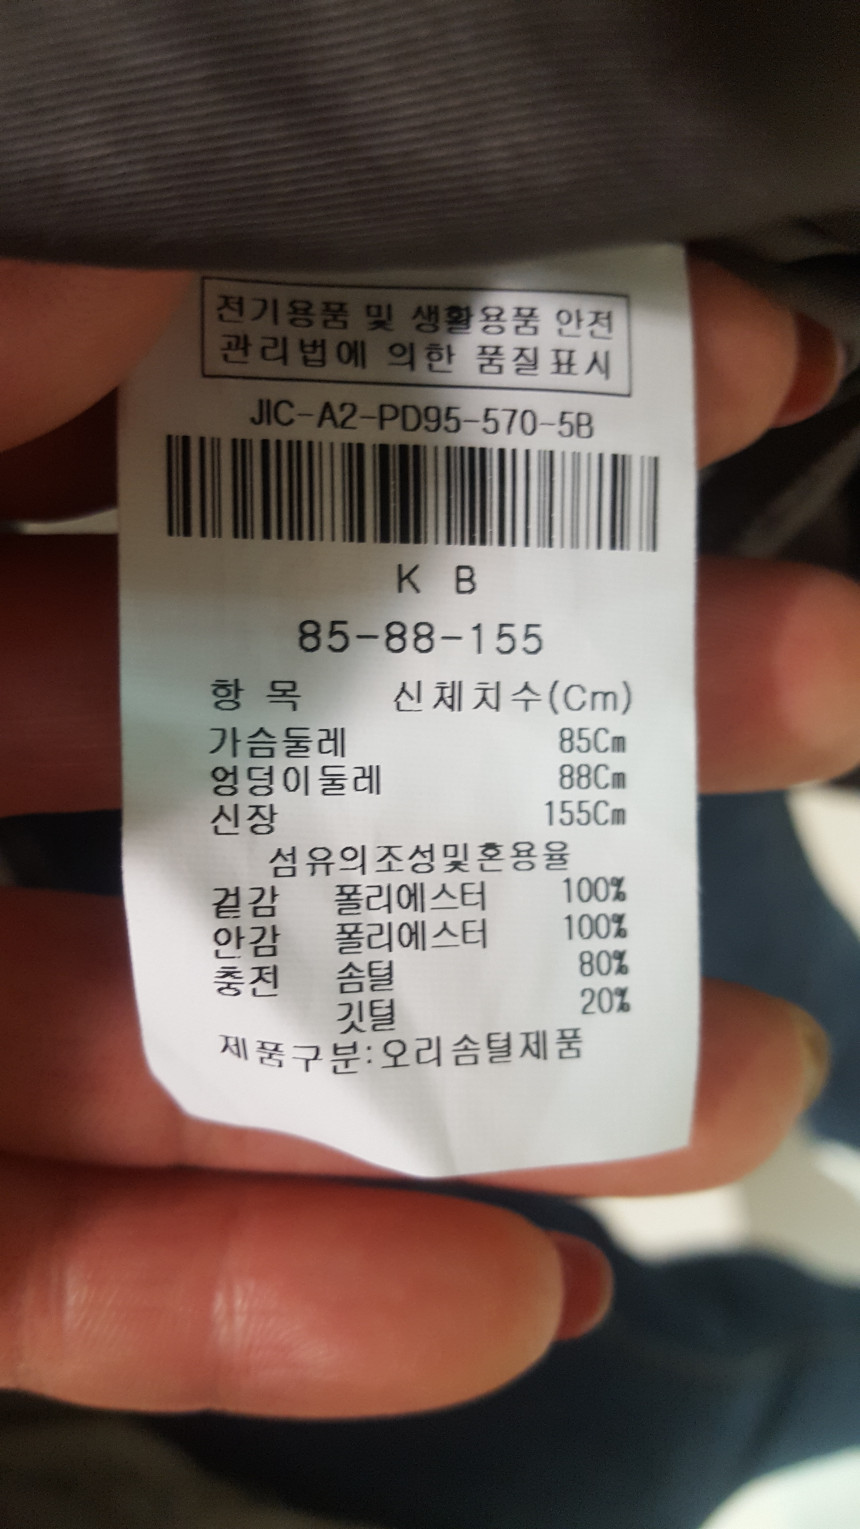 전기용품 및 생활용품 안전
관리법에 의한 품질표시
JIC-A2-PD95-570-5B
K B
85-88-155
항 목 신체치수(Cm)
가슴둘레 85Cm
엉덩이둘레 88Cm
신장 155Cm
섬유의조성및혼용율
겉감 폴리에스터 100%
안감 폴리에스터 100%
충전 솜털 80%
깃털 20%
제품구분:오리솜털제품